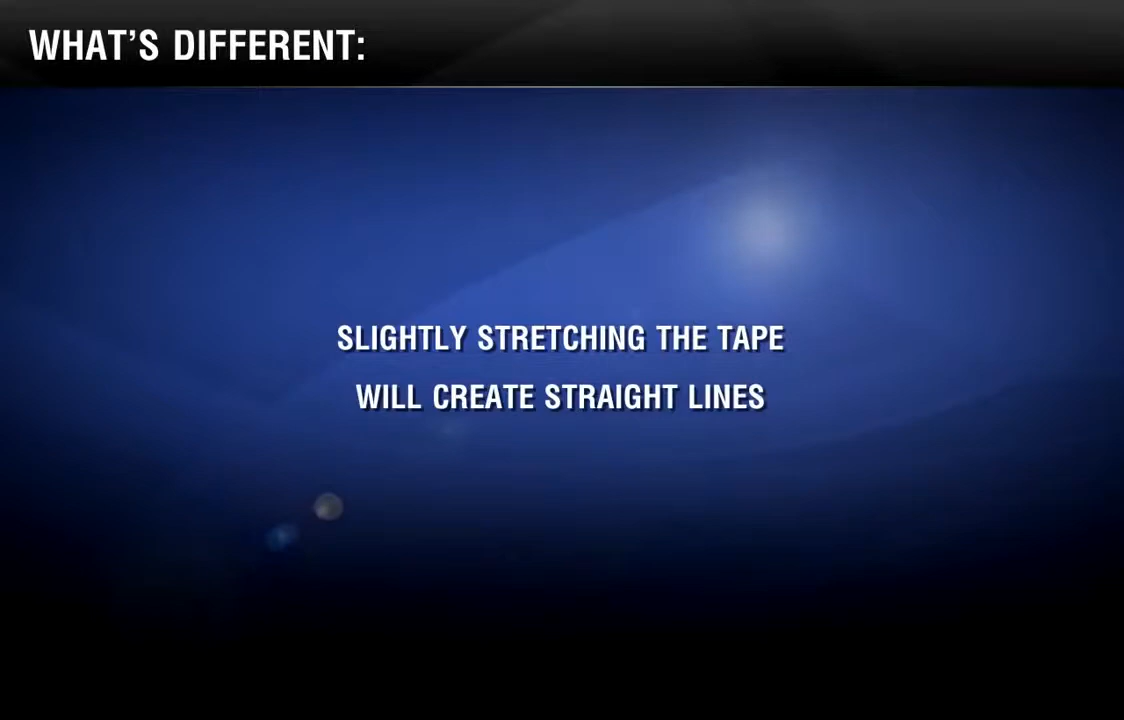 WHAT’S DIFFERENT:
SLIGHTLY STRETCHING THE TAPE
WILL CREATE STRAIGHT LINES